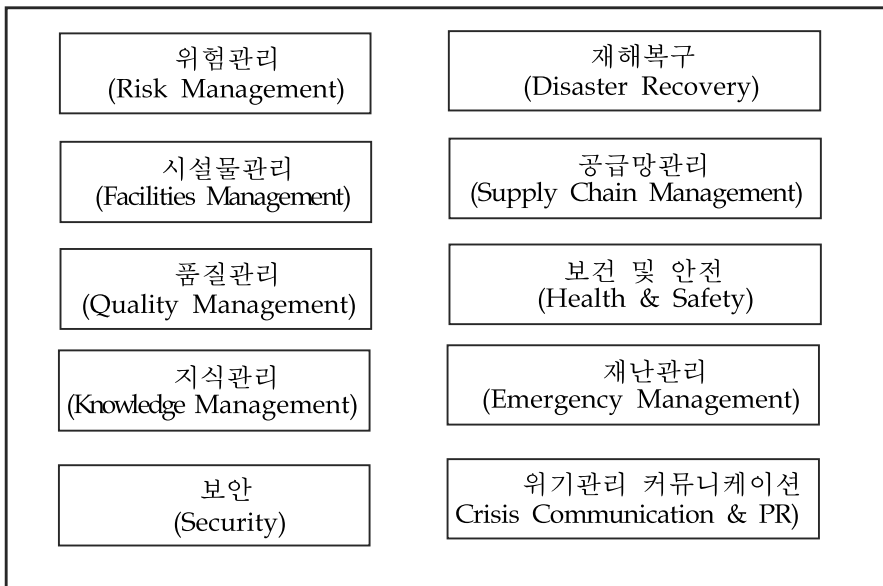 위험관리
(Risk Management)
재해복구
(Disaster Recovery)
시설물관리
(Facilities Management)
공급망관리
(Supply Chain Management)
품질관리
(Quality Management)
보건 및 안전
(Health & Safety)
지식관리
(Knowledge Management)
재난관리
(Emergency Management)
보안
(Security)
위기관리 커뮤니케이션
Crisis Communication & PR)